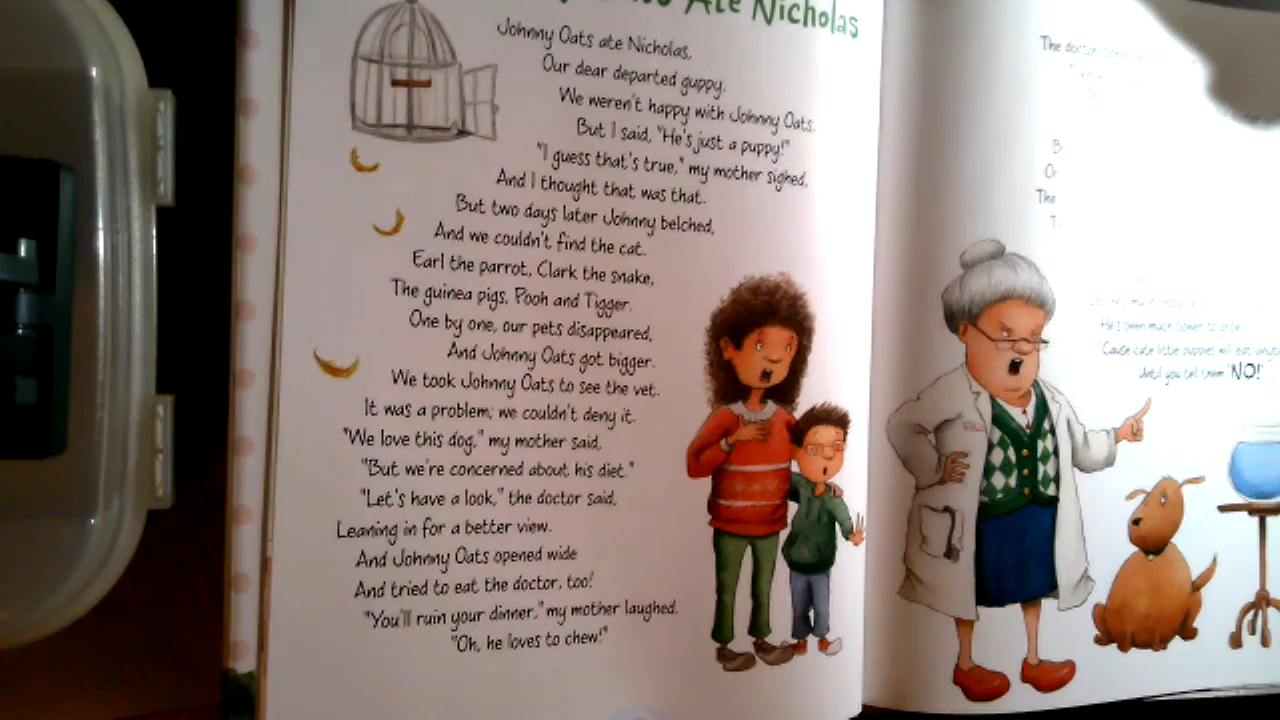 Ate Nicholas
Johnny Oats ate Nicholas,
Our dear departed guppy.
We weren't happy with Johnny Oats.
But I said, "He's just a puppy!"
"I guess that's true," my mother sighed,
And I thought that was that.
But two days later Johnny belched,
And we couldn't find the cat.
Earl the parrot, Clark the snake,
The guinea pigs, Pooh and Tigger.
One by one, our pets disappeared,
And Johnny Oats got bigger.
We took Johnny Oats to see the vet.
It was a problem; we couldn't deny it.
"We love this dog," my mother said,
"But we're concerned about his diet."
"Let's have a look," the doctor said,
Leaning in for a better view.
And Johnny Oats opened wide
And tried to eat the doctor, too!
"You'll ruin your dinner," my mother laughed.
"Oh, he loves to chew!"
The doctor
The
He's been much slower to grow
'Cause cute little puppies will eat
Until you tell them "NO!"